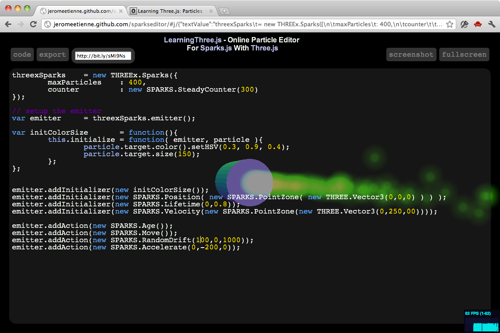 jeromeetienne.github.com/s
Learning Three.js: Particles
jeromeetienne.github.com/sparkseditor/#j/{"textValue":"threexSparks\t= new THREEx.Sparks({\n\tmaxParticles\t: 400,\n\tcounter\t\t
LearningThree.js - Online Particle Editor
For Sparks.js With Three.js
code export http://bit.ly/sMi9Ns screenshot fullscreen
threexSparks = new THREEx.Sparks({
maxParticles : 400,
counter : new SPARKS.SteadyCounter(300)
});
// setup the emitter
var emitter = threexSparks.emitter();
var initColorSize = function(){
this.initialize = function( emitter, particle ){
particle.target.color().setHSV(0.3, 0.9, 0.4);
particle.target.size(150);
};
};
emitter.addInitializer(new initColorSize());
emitter.addInitializer(new SPARKS.Position( new SPARKS.PointZone( new THREE.Vector3(0,0,0) ) ) );
emitter.addInitializer(new SPARKS.Lifetime(0,0.8));
emitter.addInitializer(new SPARKS.Velocity(new SPARKS.PointZone(new THREE.Vector3(0,250,00))));
emitter.addAction(new SPARKS.Age());
emitter.addAction(new SPARKS.Move());
emitter.addAction(new SPARKS.RandomDrift(100,0,1000));
emitter.addAction(new SPARKS.Accelerate(0,-200,0));